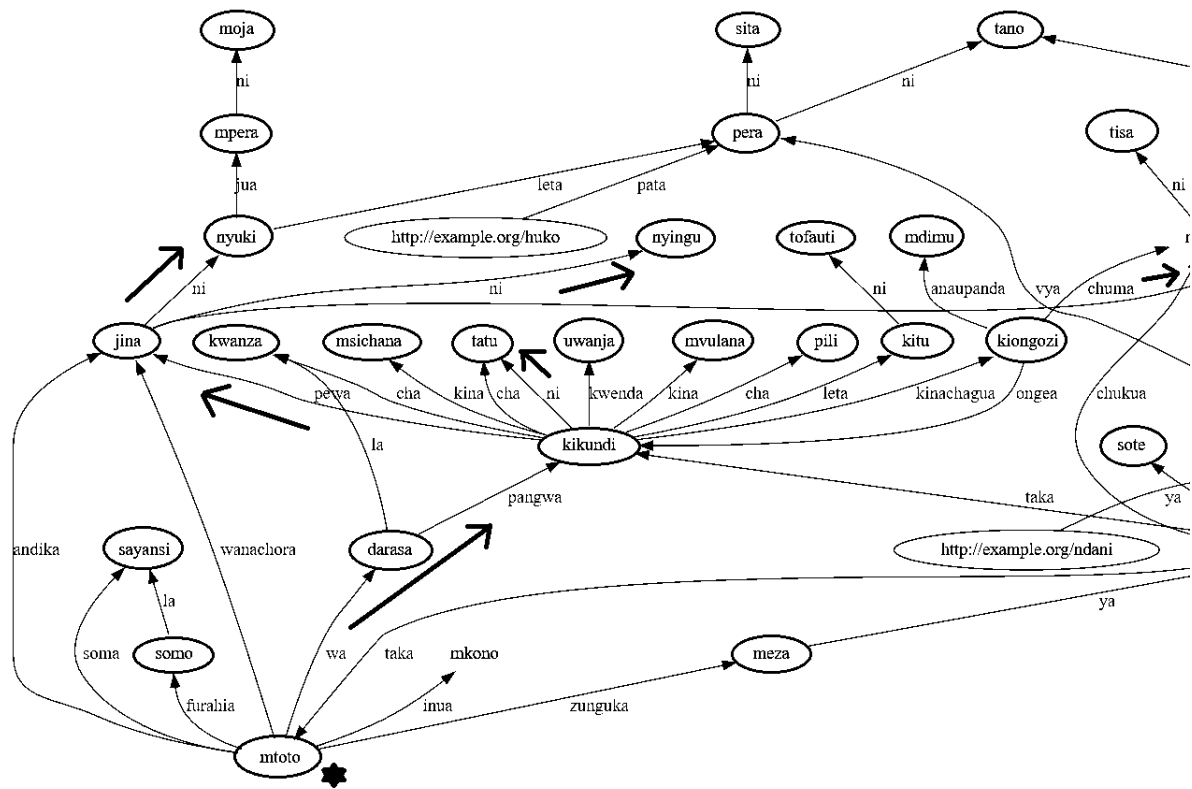 moja
sita
tano
ni
ni
ni
mpera
pera
tisa
jua
leta
pata
ni
nyuki
http://example.org/huko
nyingu
tofauti
mdimu
ni
ni
ni
anaupanda
vya
chuma
jina
kwanza
msichana
tatu
uwanja
mvulana
pili
kitu
kiongozi
pewa
cha
kina
cha
ni
kwenda
kina
cha
leta
kinachagua
ongea
chukua
la
kikundi
sote
pangwa
taka
ya
andika
sayansi
wanachora
darasa
http://example.org/ndani
la
ya
soma
somo
wa
taka
mkono
meza
furahia
inua
zunguka
mtoto